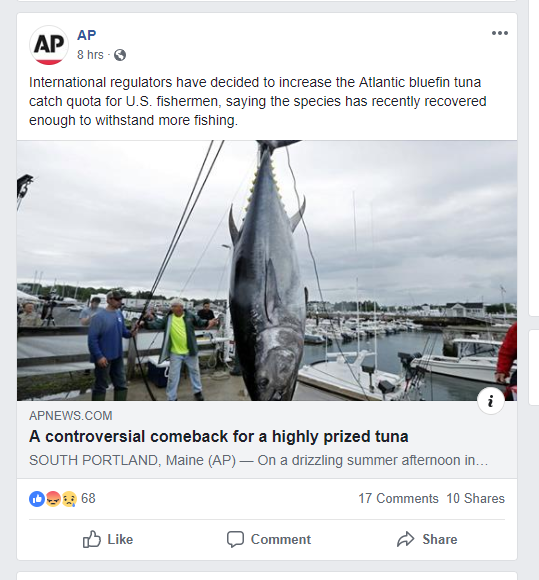 AP
AP
8 hrs ·
International regulators have decided to increase the Atlantic bluefin tuna
catch quota for U.S. fishermen, saying the species has recently recovered
enough to withstand more fishing.
i
APNEWS.COM
A controversial comeback for a highly prized tuna
SOUTH PORTLAND, Maine (AP) — On a drizzling summer afternoon in…
68
17 Comments 10 Shares
Like Comment Share